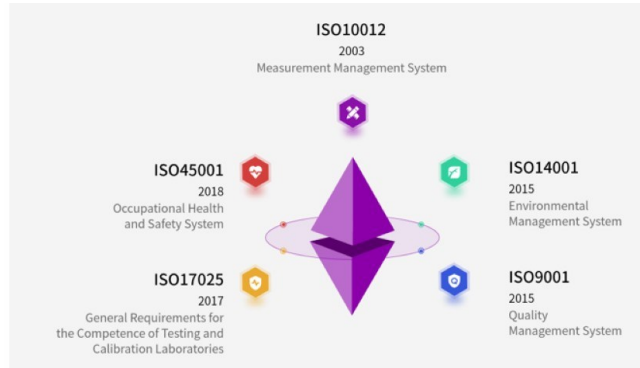 ISO10012
2003
Measurement Management System
ISO45001
2018
Occupational Health
and Safety System
ISO14001
2015
Environmental
Management System
ISO17025
2017
General Requirements for
the Competence of Testing and
Calibration Laboratories
ISO9001
2015
Quality
Management System